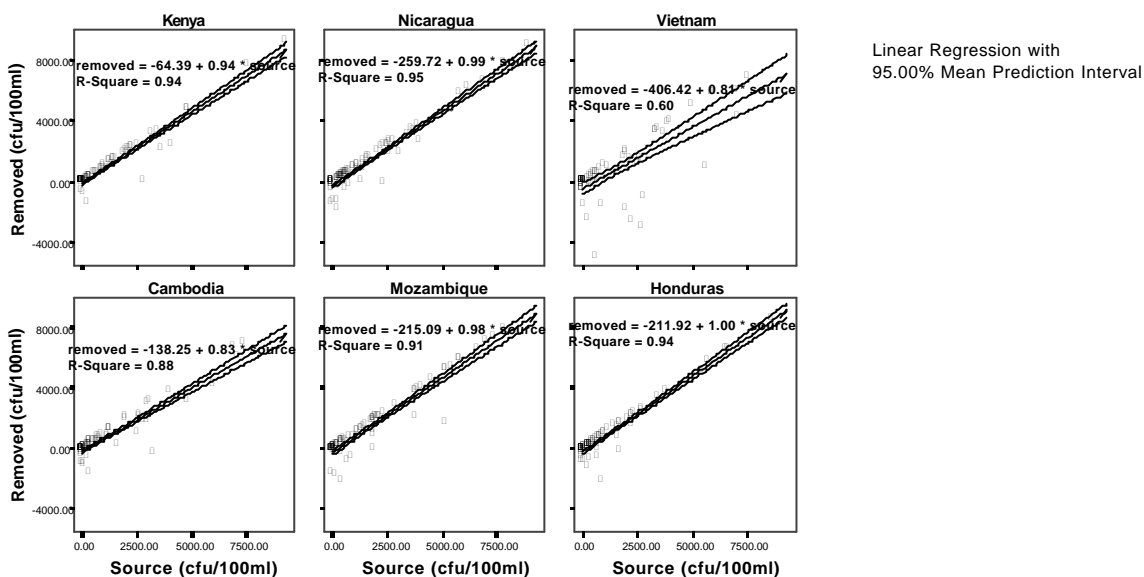 Kenya
Nicaragua
Vietnam
Linear Regression with
95.00% Mean Prediction Interval
removed = -64.39 + 0.94 * source
R-Square = 0.94
removed = -259.72 + 0.99 * source
R-Square = 0.95
removed = -406.42 + 0.81 * source
R-Square = 0.60
8000.00
4000.00
0.00
-4000.00
Removed (cfu/100ml)
Cambodia
Mozambique
Honduras
removed = -138.25 + 0.83 * source
R-Square = 0.88
removed = -215.09 + 0.98 * source
R-Square = 0.91
removed = -211.92 + 1.00 * source
R-Square = 0.94
8000.00
4000.00
0.00
-4000.00
Removed (cfu/100ml)
0.00 2500.00 5000.00 7500.00
0.00 2500.00 5000.00 7500.00
0.00 2500.00 5000.00 7500.00
Source (cfu/100ml)
Source (cfu/100ml)
Source (cfu/100ml)